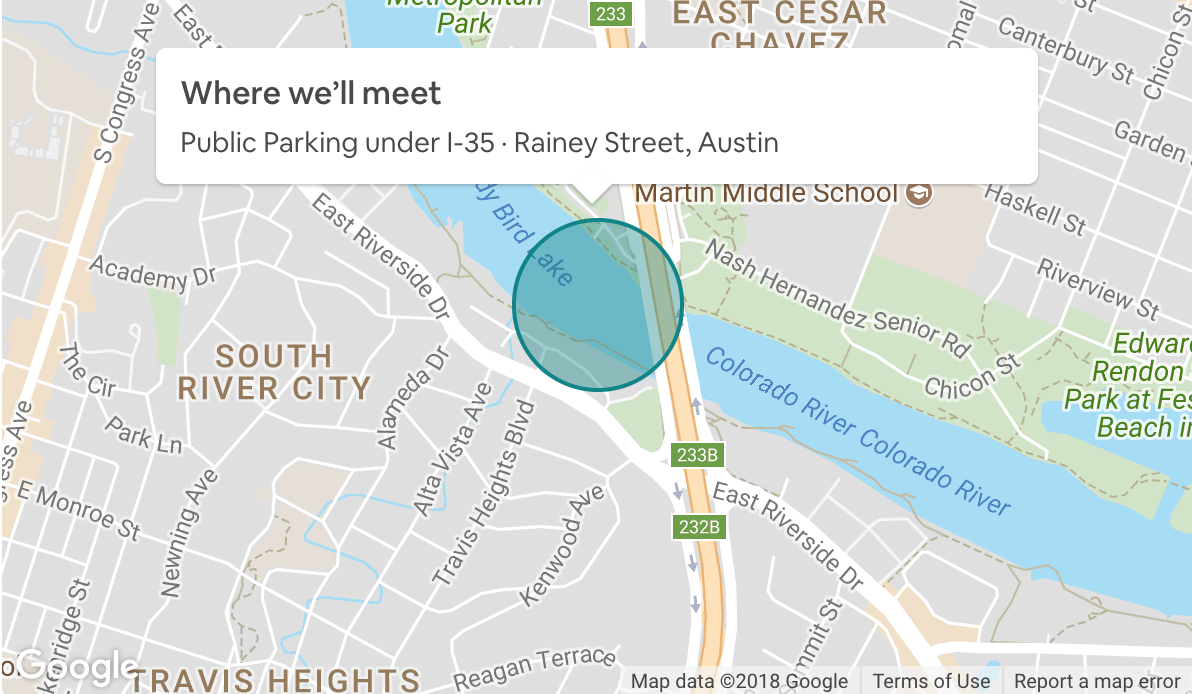 Metropolitan
Park
233
EAST CESAR
CHAVEZ
Canterbury St
Chicon St
S Congress Ave
Where we'll meet
Public Parking under I-35 · Rainey Street, Austin
Garden
Martin Middle School
Haskell St
dy Bird Lake
East Riverside Dr
Nash Hernandez Senior Rd
Riverview St
Academy Dr
SOUTH
RIVER CITY
The Cir
Alameda Dr
Colorado River Colorado River
Chicon St
Edwar
Rendon
Park at Fes
Beach in
Park Ln
Alta Vista Ave
Travis Heights Blvd
233B
E Monroe St
Newning Ave
Kenwood Ave
232B
East Riverside Dr
Reagan Terrace
Google
TRAVIS HEIGHTS
Map data ©2018 Google
Terms of Use
Report a map error